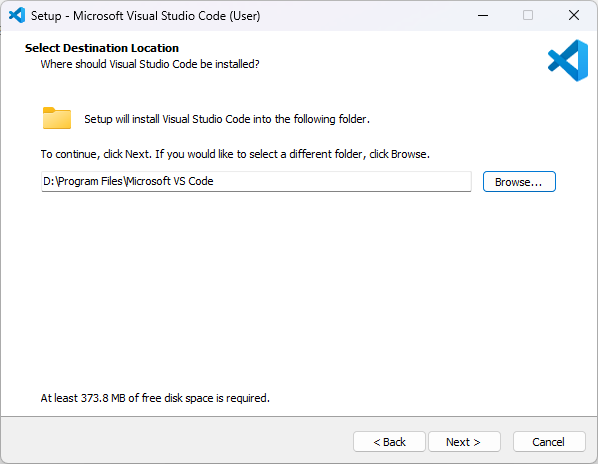 Setup - Microsoft Visual Studio Code (User)
Select Destination Location
Where should Visual Studio Code be installed?
Setup will install Visual Studio Code into the following folder.
To continue, click Next. If you would like to select a different folder, click Browse.
D:\Program Files\Microsoft VS Code
Browse...
At least 373.8 MB of free disk space is required.
< Back
Next >
Cancel